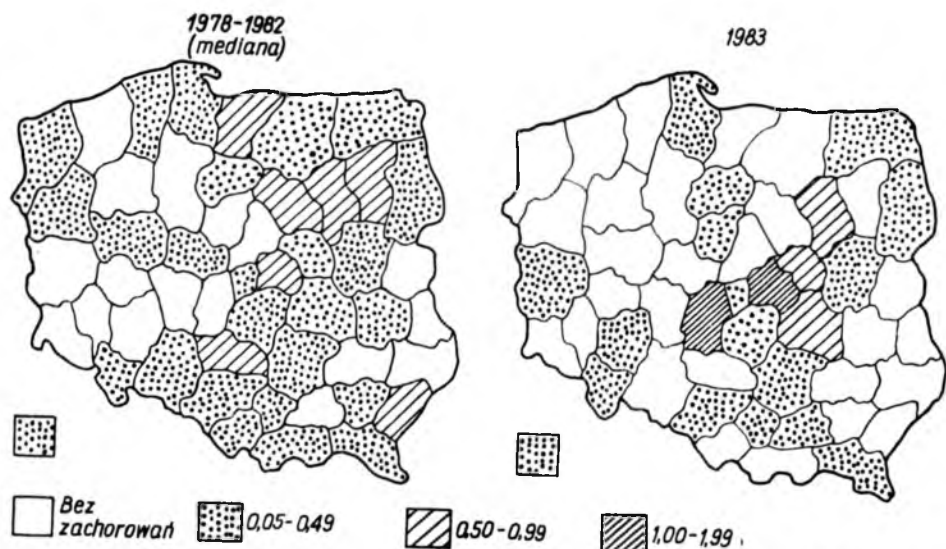 1978-1982
(mediana)
1983
Bez
zachorowań
0,05-0,49
0,50-0,99
1,00-1,99